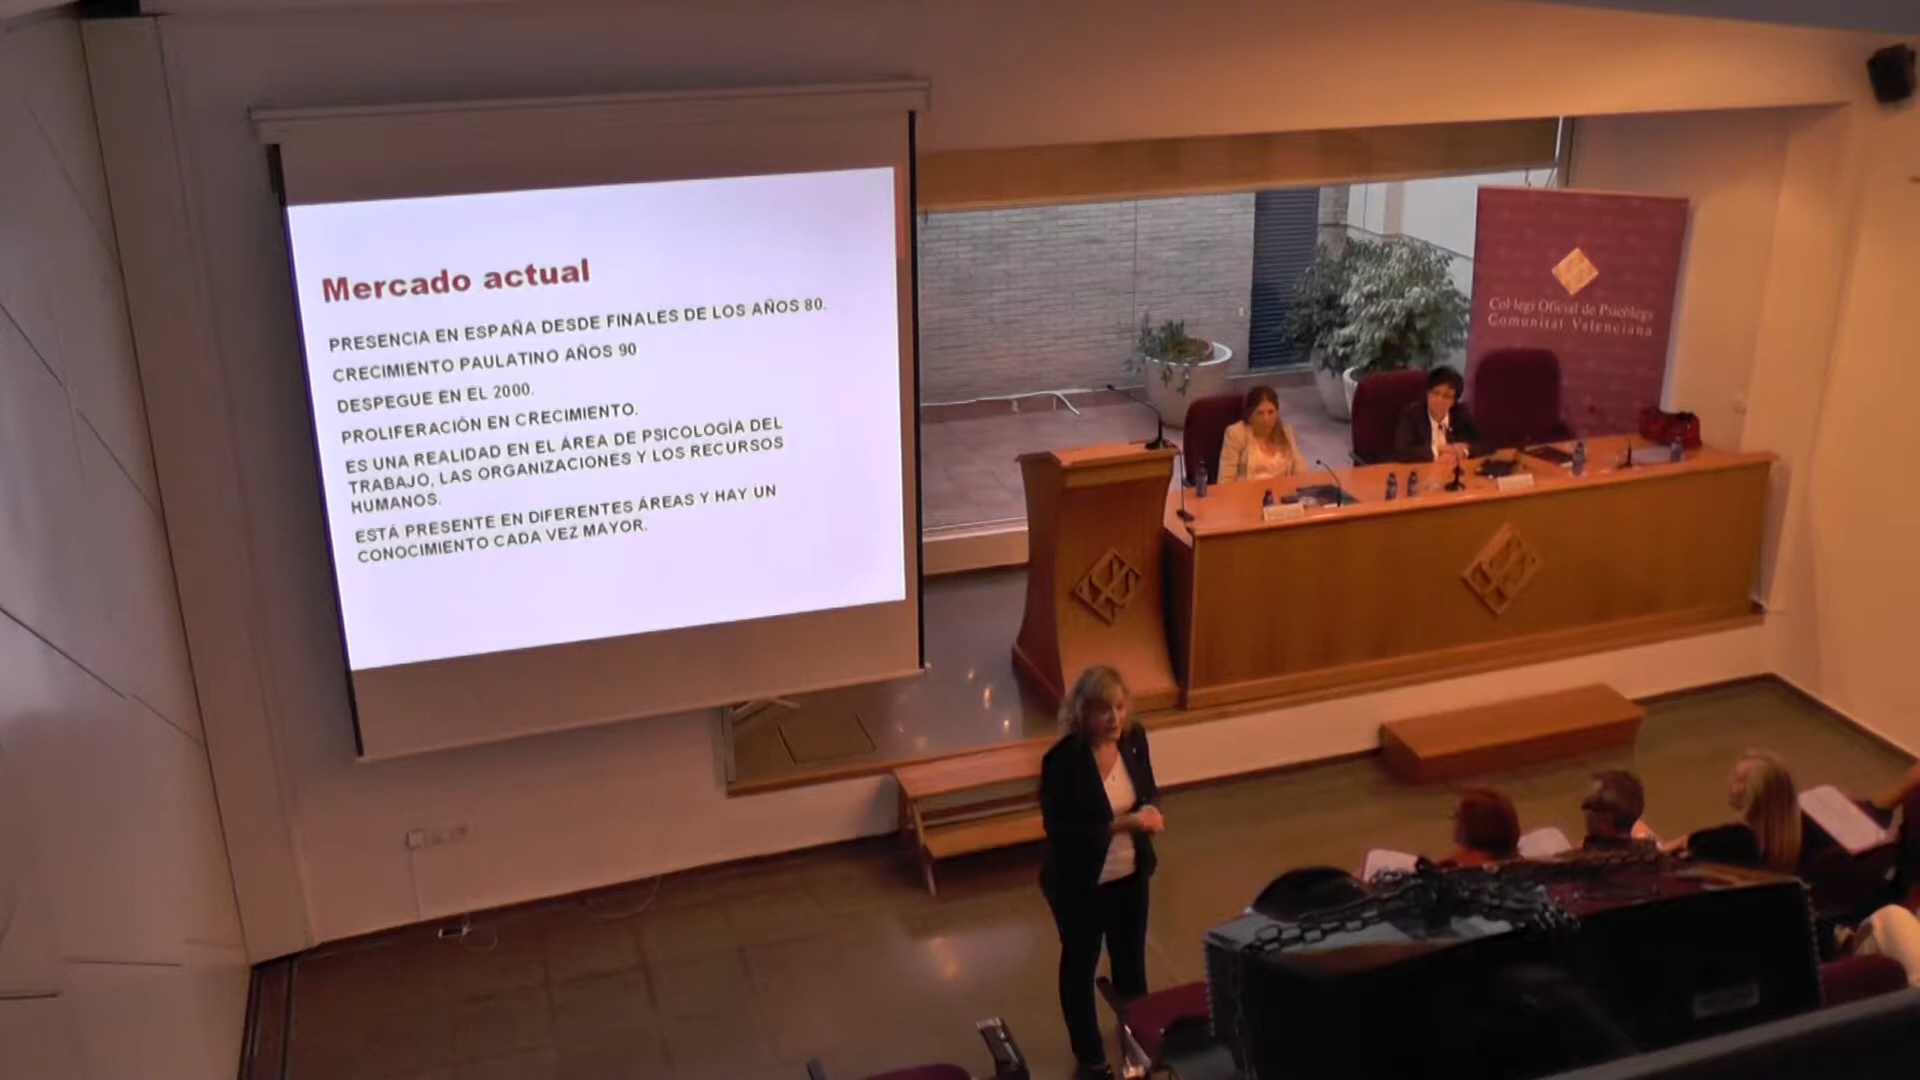 Mercado actual
PRESENCIA EN ESPAÑA DESDE FINALES DE LOS AÑOS 80.
CRECIMIENTO PAULATINO AÑOS 90
DESPEGUE EN EL 2000.
PROLIFERACIÓN EN CRECIMIENTO.
ES UNA REALIDAD EN EL ÁREA DE PSICOLOGÍA DEL
TRABAJO, LAS ORGANIZACIONES Y LOS RECURSOS
HUMANOS.
ESTÁ PRESENTE EN DIFERENTES ÁREAS Y HAY UN
CONOCIMIENTO CADA VEZ MAYOR.
Col·legi Oficial de Psicòlegs
Comunitat Valenciana